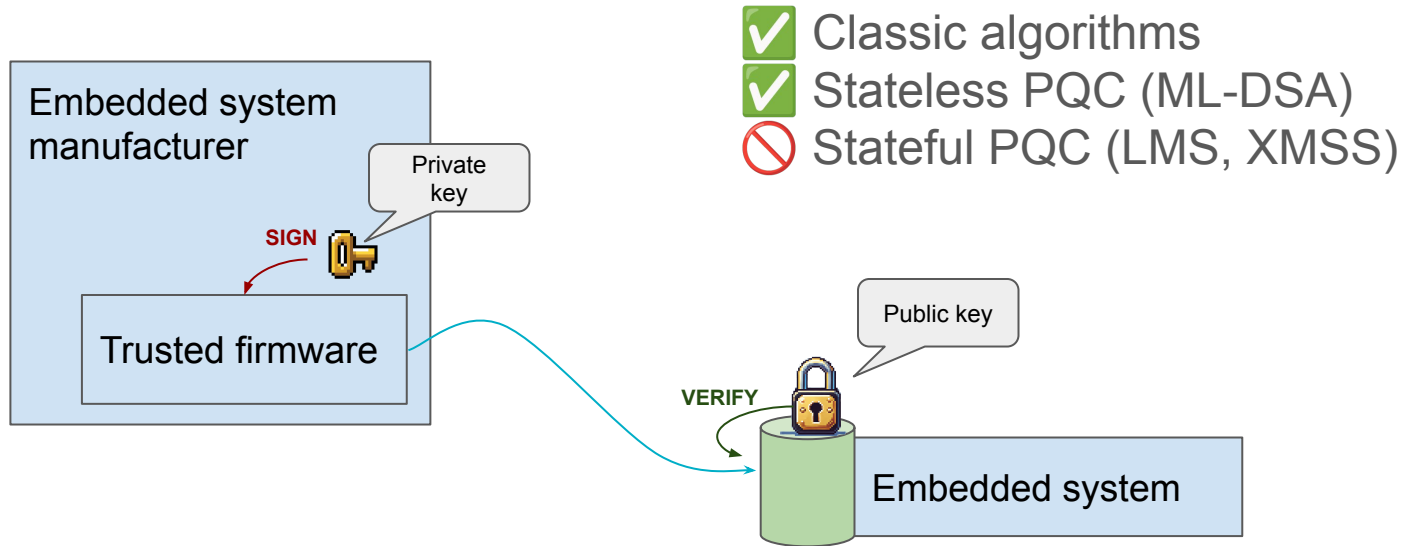 ✅ Classic algorithms
✅ Stateless PQC (ML-DSA)
🚫 Stateful PQC (LMS, XMSS)
Embedded system
manufacturer
Private
key
SIGN
Trusted firmware
Public key
VERIFY
Embedded system